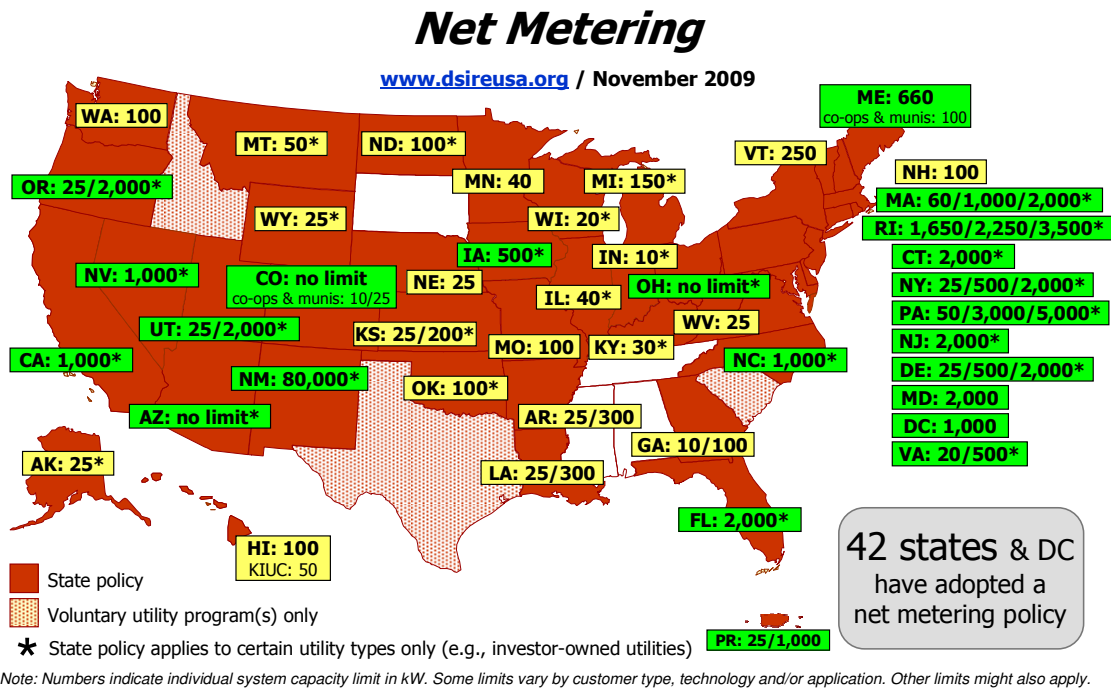 Net Metering
www.dsireusa.org / November 2009
ME: 660
co-ops & munis: 100
WA: 100
MT: 50*
ND: 100*
VT: 250
NH: 100
MN: 40
MI: 150*
OR: 25/2,000*
MA: 60/1,000/2,000*
WY: 25*
WI: 20*
RI: 1,650/2,250/3,500*
IA: 500*
IN: 10*
CT: 2,000*
NV: 1,000*
CO: no limit
co-ops & munis: 10/25
NE: 25
OH: no limit*
NY: 25/500/2,000*
IL: 40*
PA: 50/3,000/5,000*
UT: 25/2,000*
KS: 25/200*
WV: 25
MO: 100
KY: 30*
NJ: 2,000*
CA: 1,000*
NC: 1,000*
DE: 25/500/2,000*
NM: 80,000*
OK: 100*
MD: 2,000
AZ: no limit*
AR: 25/300
DC: 1,000
GA: 10/100
VA: 20/500*
AK: 25*
LA: 25/300
FL: 2,000*
HI: 100
KIUC: 50
42 states & DC
have adopted a
net metering policy
State policy
Voluntary utility program(s) only
* State policy applies to certain utility types only (e.g., investor-owned utilities)
PR: 25/1,000
Note: Numbers indicate individual system capacity limit in kW. Some limits vary by customer type, technology and/or application. Other limits might also apply.